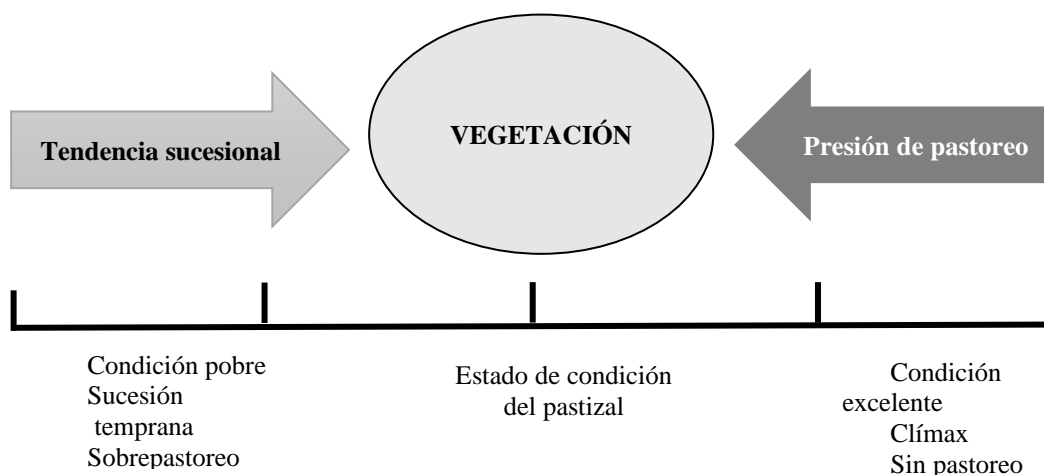 Tendencia sucesional
VEGETACIÓN
Presión de pastoreo
Condición pobre
Sucesión
temprana
Sobrepastoreo
Estado de condición
del pastizal
Condición
excelente
Clímax
Sin pastoreo